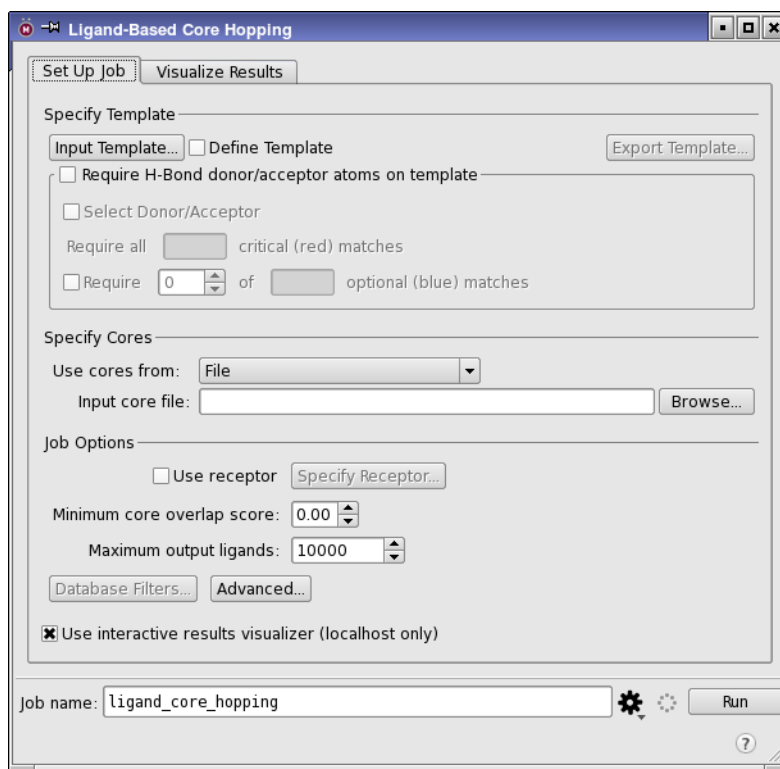 Ligand-Based Core Hopping
Set Up Job Visualize Results
Specify Template
Input Template... Define Template Export Template...
Require H-Bond donor/acceptor atoms on template
Select Donor/Acceptor
Require all critical (red) matches
Require 0 of optional (blue) matches
Specify Cores
Use cores from: File
Input core file: Browse...
Job Options
Use receptor Specify Receptor...
Minimum core overlap score: 0.00
Maximum output ligands: 10000
Database Filters... Advanced...
Use interactive results visualizer (localhost only)
Job name: ligand_core_hopping Run
?